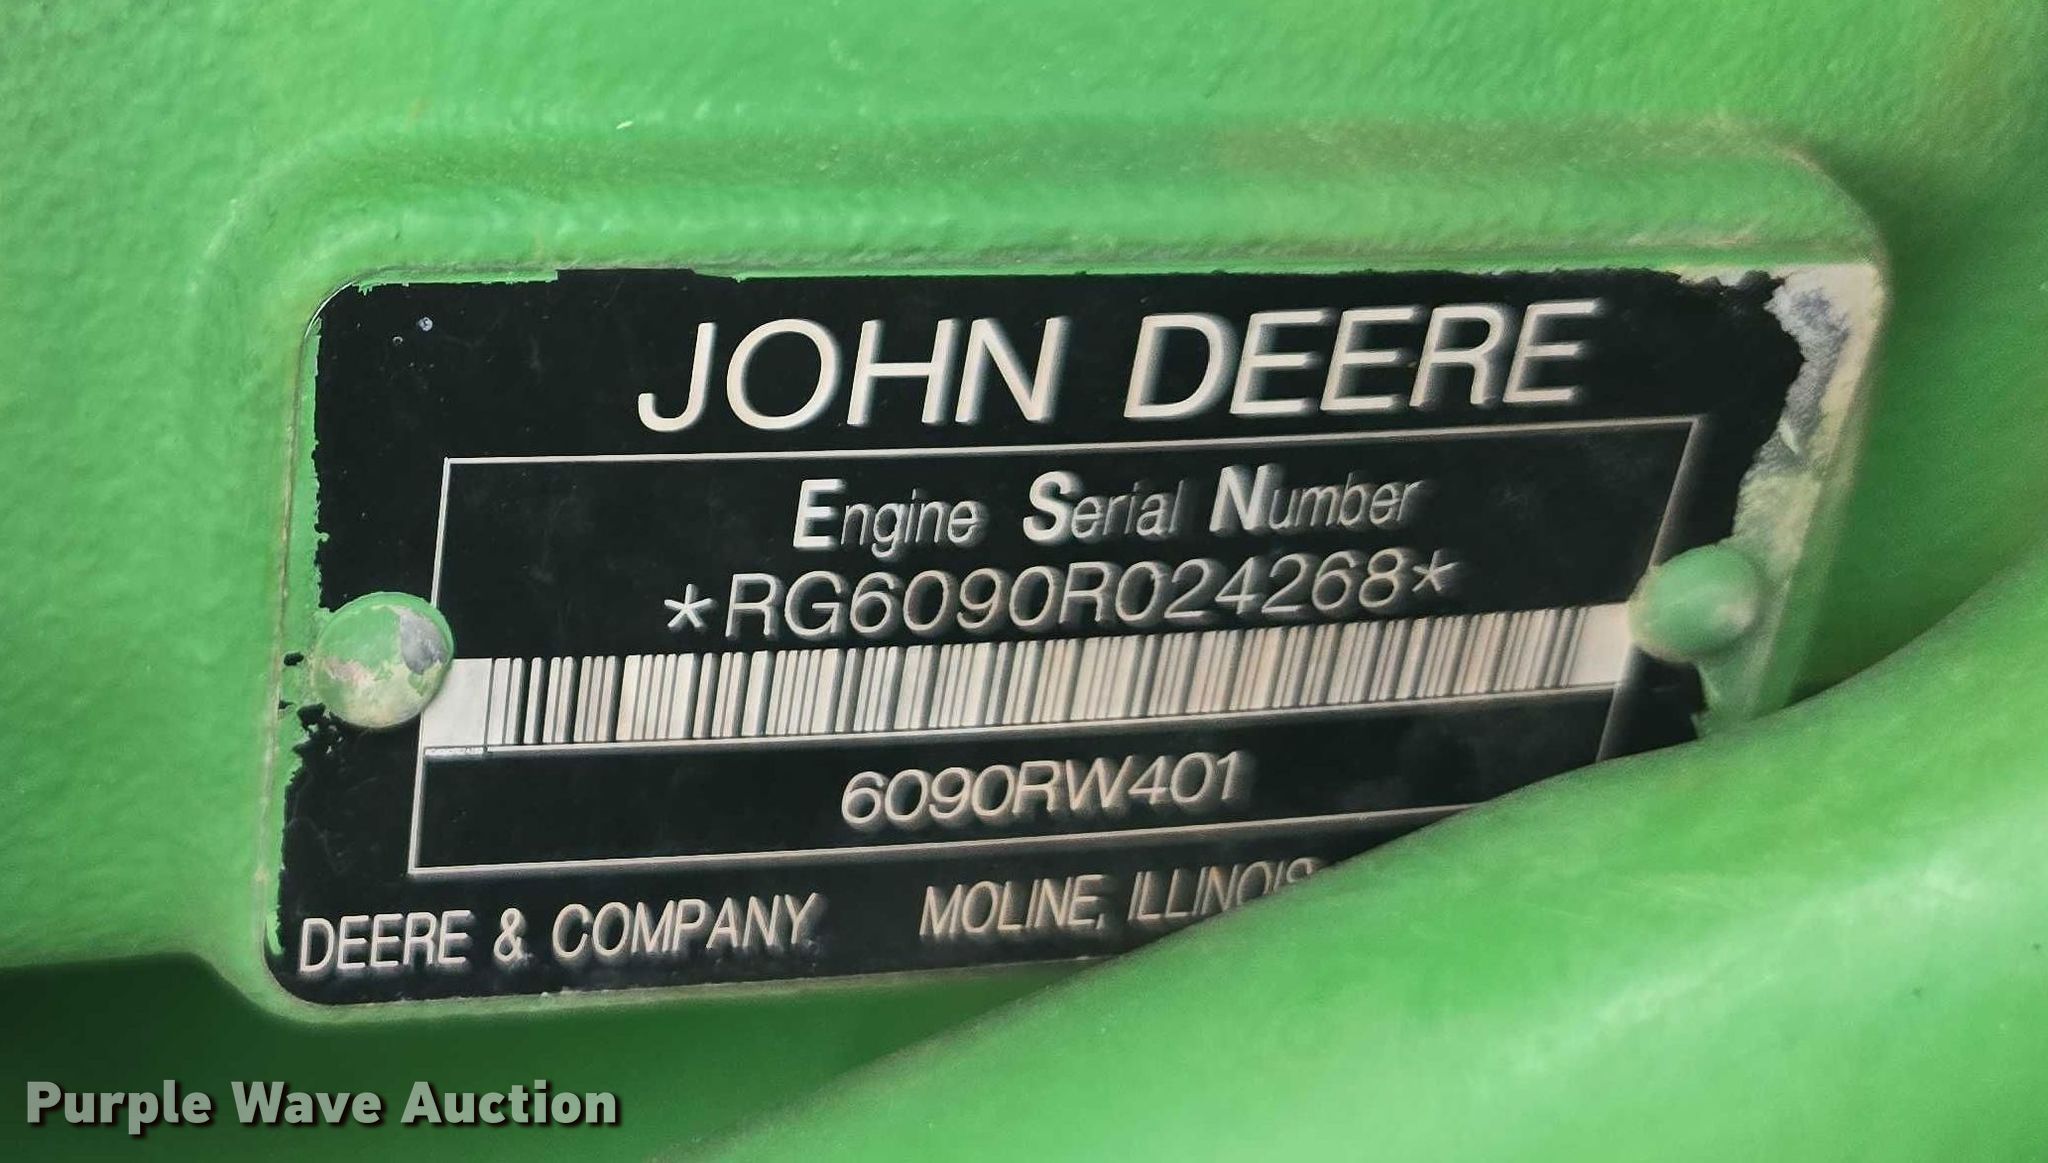 JOHN DEERE
Engine Serial Number
*RG6090R024268*
6090RW401
DEERE & COMPANY MOLINE, ILLINOIS
Purple Wave Auction